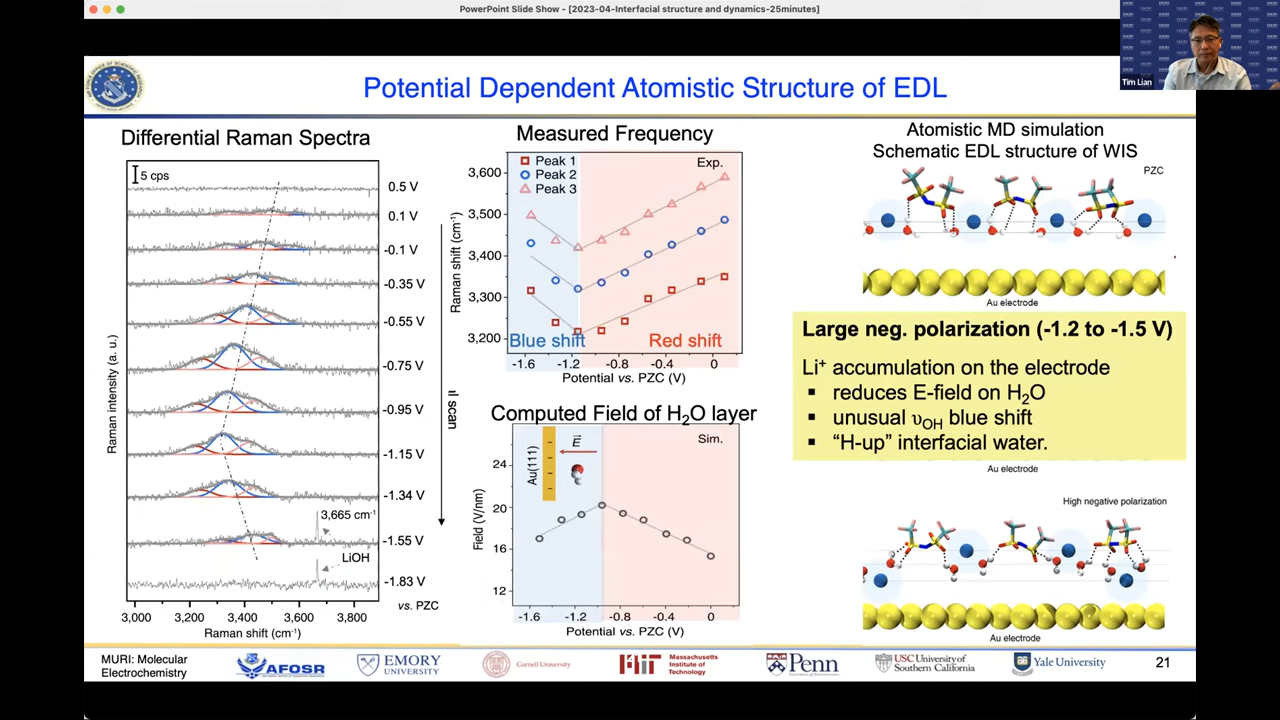 PowerPoint Slide Show - [2023-04-Interfacial structure and dynamics-25minutes]
Tim Lian
Potential Dependent Atomistic Structure of EDL
Differential Raman Spectra
5 cps
0.5 V
0.1 V
-0.1 V
-0.35 V
-0.55 V
-0.75 V
-0.95 V
-1.15 V
-1.34 V
3,665 cm⁻¹
-1.55 V
LiOH
-1.83 V
vs. PZC
Raman intensity (a. u.)
3,000 3,200 3,400 3,600 3,800
Raman shift (cm⁻¹)
scan
Measured Frequency
Peak 1
Peak 2
Peak 3
Exp.
3,600
3,500
3,400
3,300
3,200
Raman shift (cm⁻¹)
Blue shift
Red shift
-1.6 -1.2 -0.8 -0.4 0
Potential vs. PZC (V)
Computed Field of H₂O layer
Sim.
Au(111)
E
24
20
16
12
Field (V/nm)
-1.6 -1.2 -0.8 -0.4 0
Potential vs. PZC (V)
Atomistic MD simulation
Schematic EDL structure of WIS
PZC
Au electrode
Large neg. polarization (-1.2 to -1.5 V)
Li⁺ accumulation on the electrode
▪ reduces E-field on H₂O
▪ unusual υOH blue shift
▪ “H-up” interfacial water.
Au electrode
High negative polarization
Au electrode
MURI: Molecular
Electrochemistry
AFOSR
EMORY
UNIVERSITY
Cornell University
MIT
Massachusetts
Institute of
Technology
Penn
USC University of
Southern California
Yale University
21